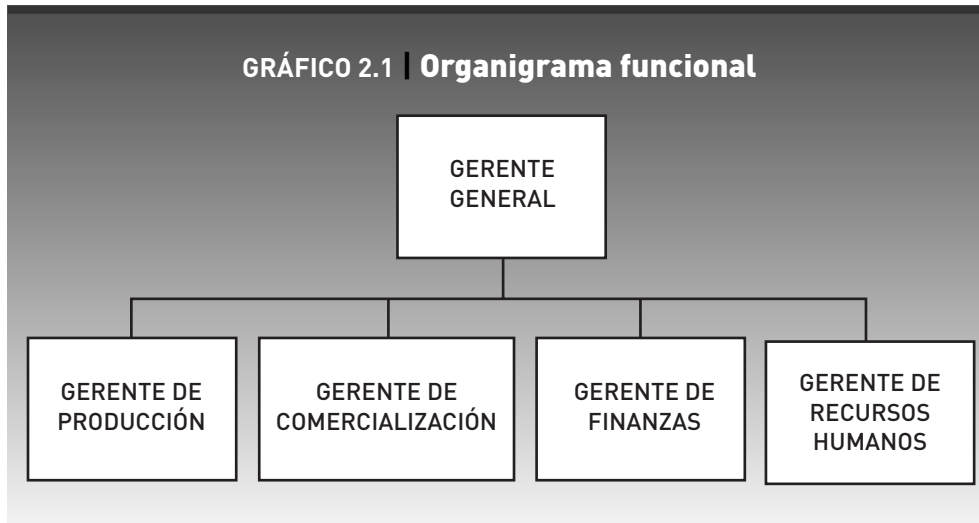 GRÁFICO 2.1 | Organigrama funcional
GERENTE
GENERAL
GERENTE DE
PRODUCCIÓN
GERENTE DE
COMERCIALIZACIÓN
GERENTE DE
FINANZAS
GERENTE DE
RECURSOS
HUMANOS